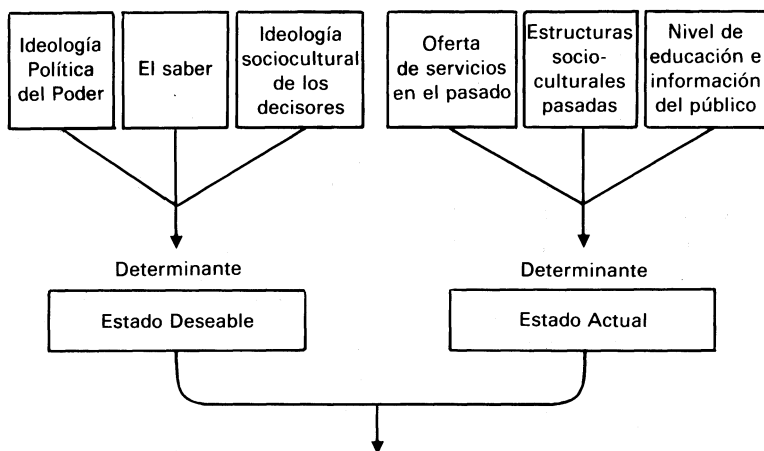 Ideología
Política
del Poder
El saber
Ideología
sociocultural
de los
decisores
Oferta
de servicios
en el pasado
Estructuras
socio-
culturales
pasadas
Nivel de
educación e
información
del público
Determinante
Estado Deseable
Determinante
Estado Actual